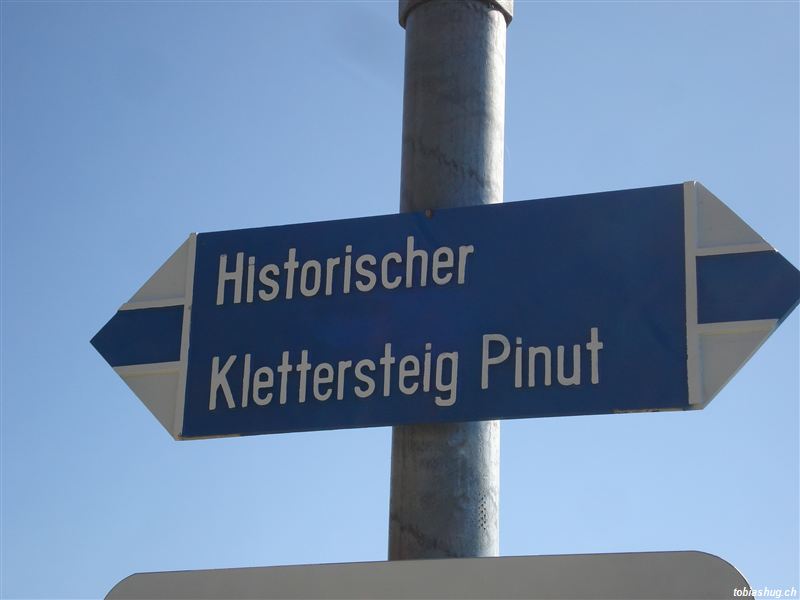 Historischer
Klettersteig Pinut
tobiashug.ch